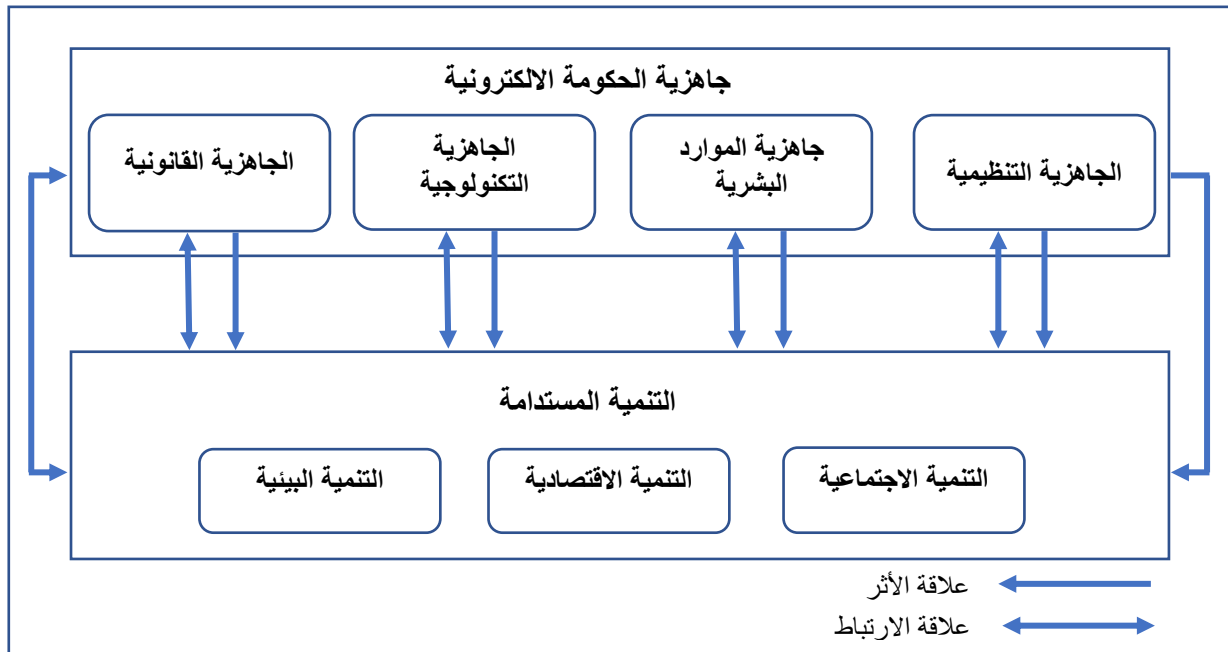 جاهزية الحكومة الالكترونية
الجاهزية التنظيمية
جاهزية الموارد
البشرية
الجاهزية
التكنولوجية
الجاهزية القانونية
التنمية المستدامة
التنمية الاجتماعية
التنمية الاقتصادية
التنمية البيئية
علاقة الأثر
علاقة الارتباط